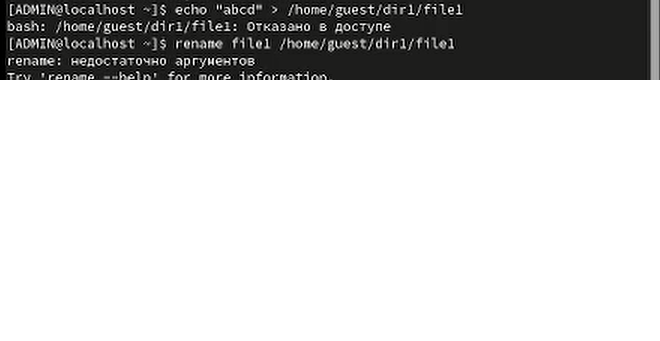 [ADMIN@localhost ~]$ echo "abcd" > /home/guest/dir1/file1
bash: /home/guest/dir1/file1: Отказано в доступе
[ADMIN@localhost ~]$ rename file1 /home/guest/dir1/file1
rename: недостаточно аргументов
Try 'rename --help' for more information.